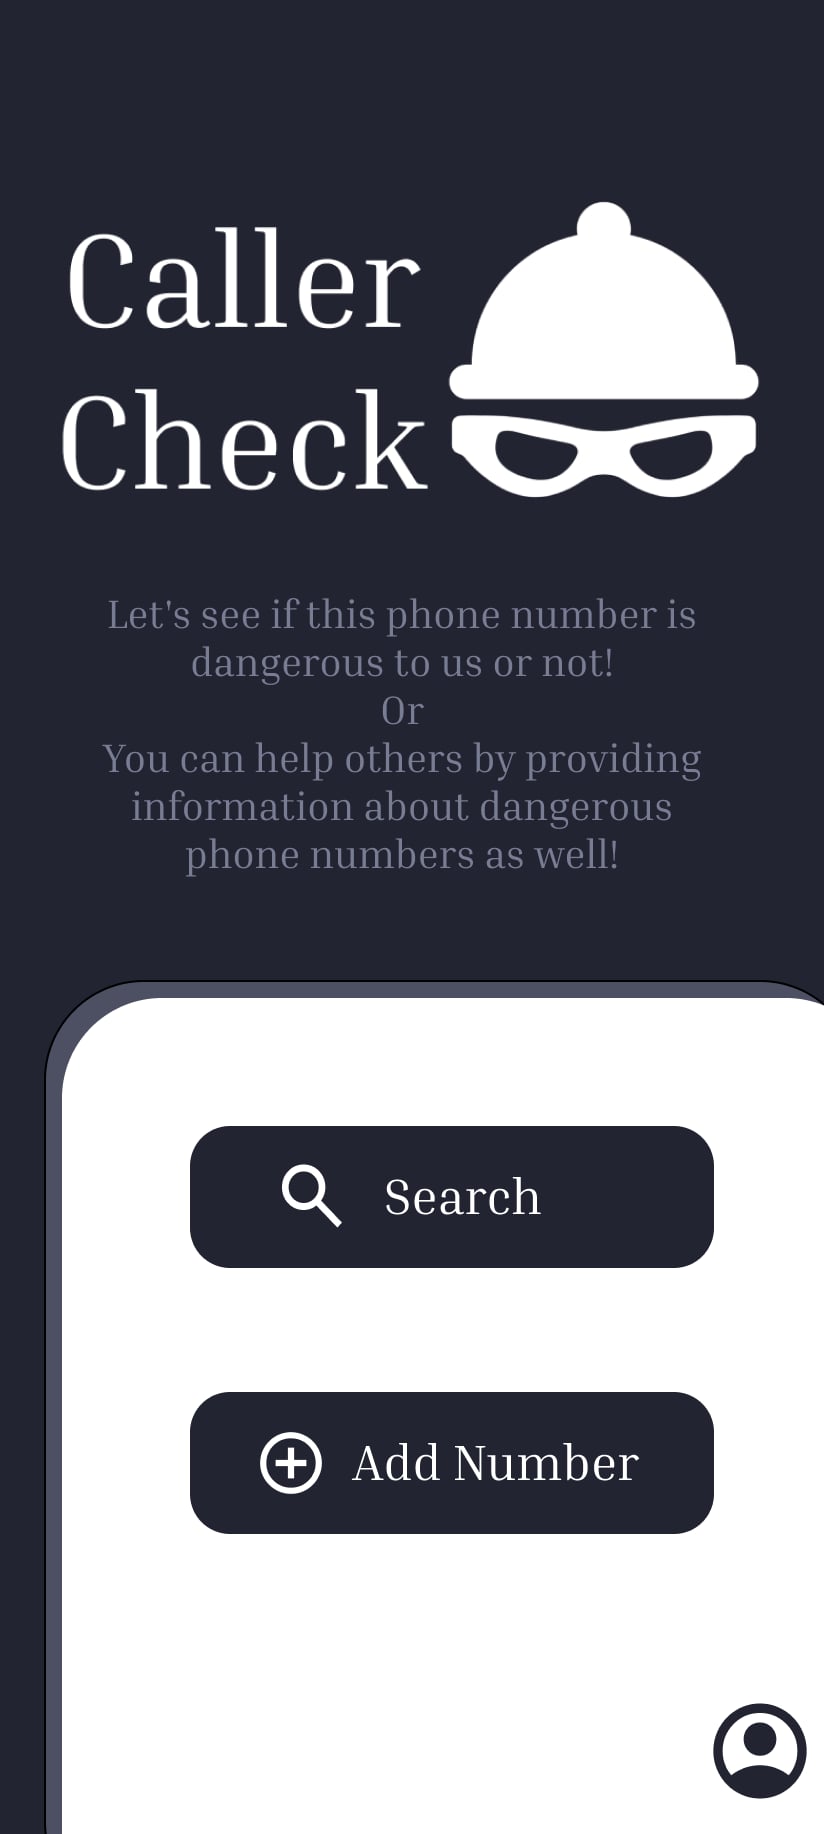 Caller
Check
Let's see if this phone number is
dangerous to us or not!
Or
You can help others by providing
information about dangerous
phone numbers as well!
Search
Add Number